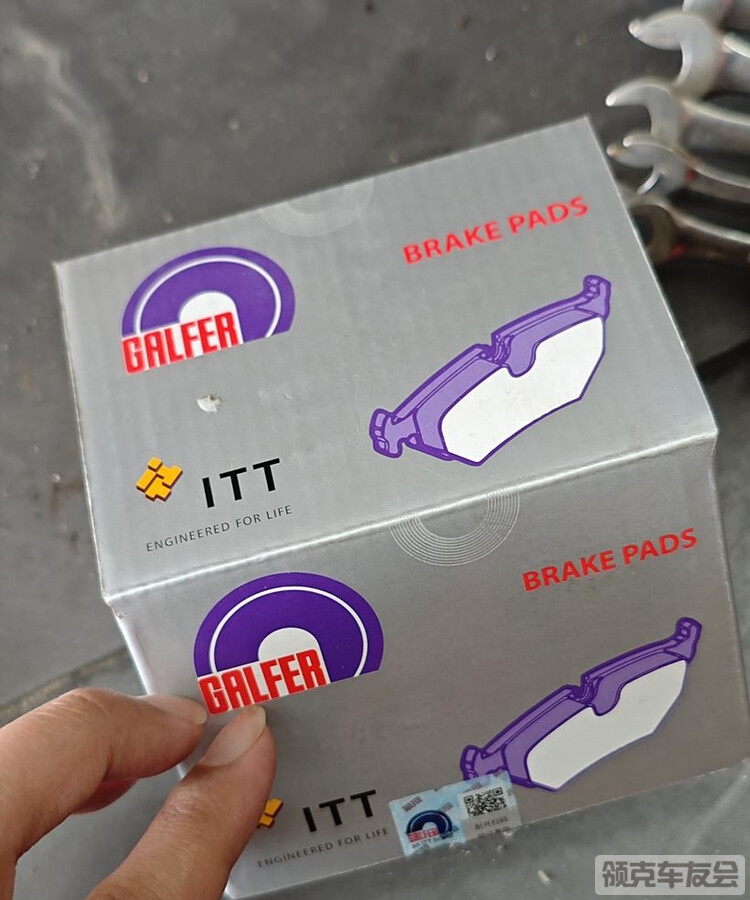 BRAKE PADS
GALFER
ITT
ENGINEERED FOR LIFE
BRAKE PADS
GALFER
ITT
ENGINEERED FOR LIFE
GALFER
领克车友会